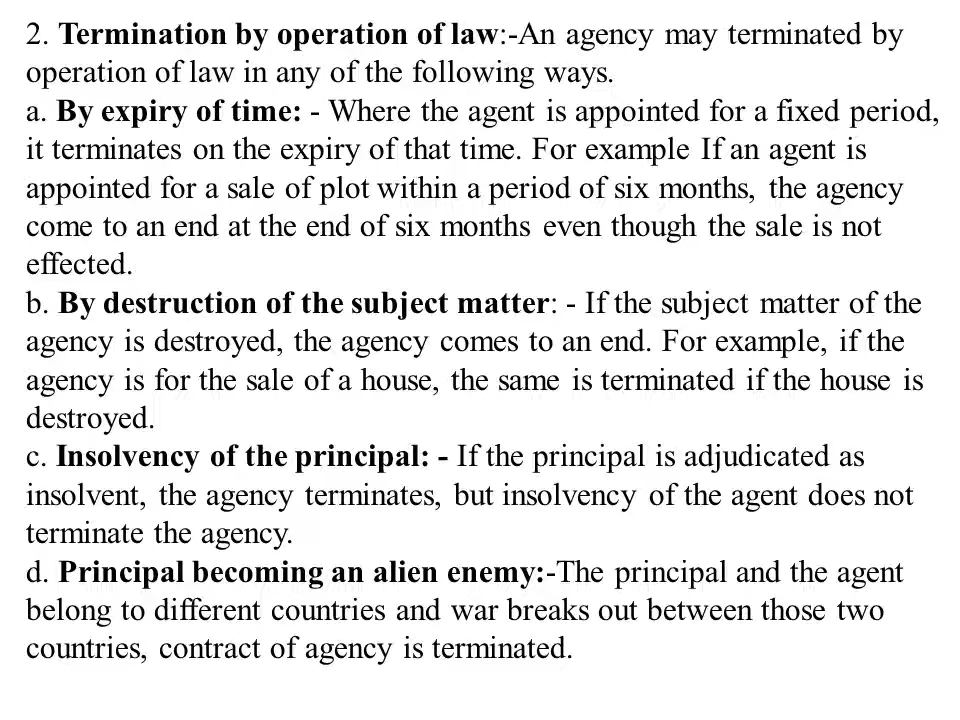 2. Termination by operation of law:-An agency may terminated by
operation of law in any of the following ways.
a. By expiry of time: - Where the agent is appointed for a fixed period,
it terminates on the expiry of that time. For example If an agent is
appointed for a sale of plot within a period of six months, the agency
come to an end at the end of six months even though the sale is not
effected.
b. By destruction of the subject matter: - If the subject matter of the
agency is destroyed, the agency comes to an end. For example, if the
agency is for the sale of a house, the same is terminated if the house is
destroyed.
c. Insolvency of the principal: - If the principal is adjudicated as
insolvent, the agency terminates, but insolvency of the agent does not
terminate the agency.
d. Principal becoming an alien enemy:-The principal and the agent
belong to different countries and war breaks out between those two
countries, contract of agency is terminated.